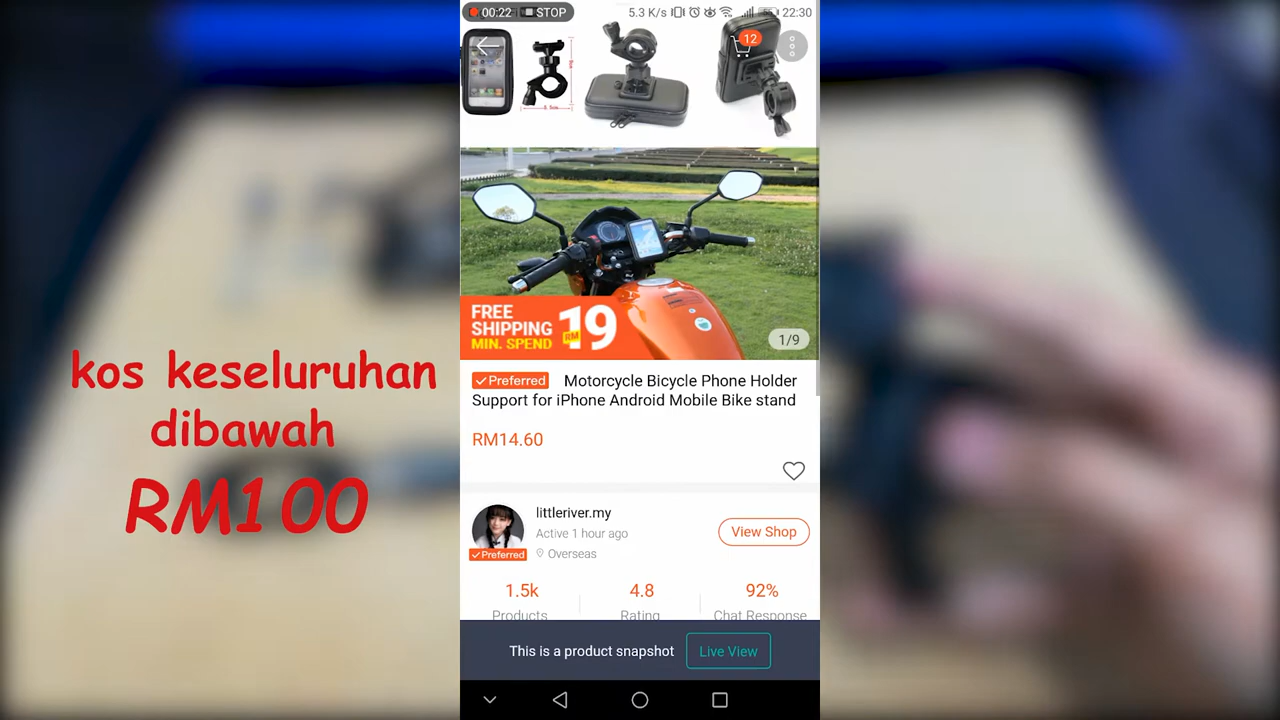 00:22 STOP 5.3 K/s 22:30
12
FREE
SHIPPING
MIN. SPEND RM 19
1/9
Preferred Motorcycle Bicycle Phone Holder
Support for iPhone Android Mobile Bike stand
RM14.60
littleriver.my
Active 1 hour ago
Preferred
Overseas
View Shop
1.5k 4.8 92%
Products Rating Chat Response
This is a product snapshot Live View
kos keseluruhan
dibawah
RM100